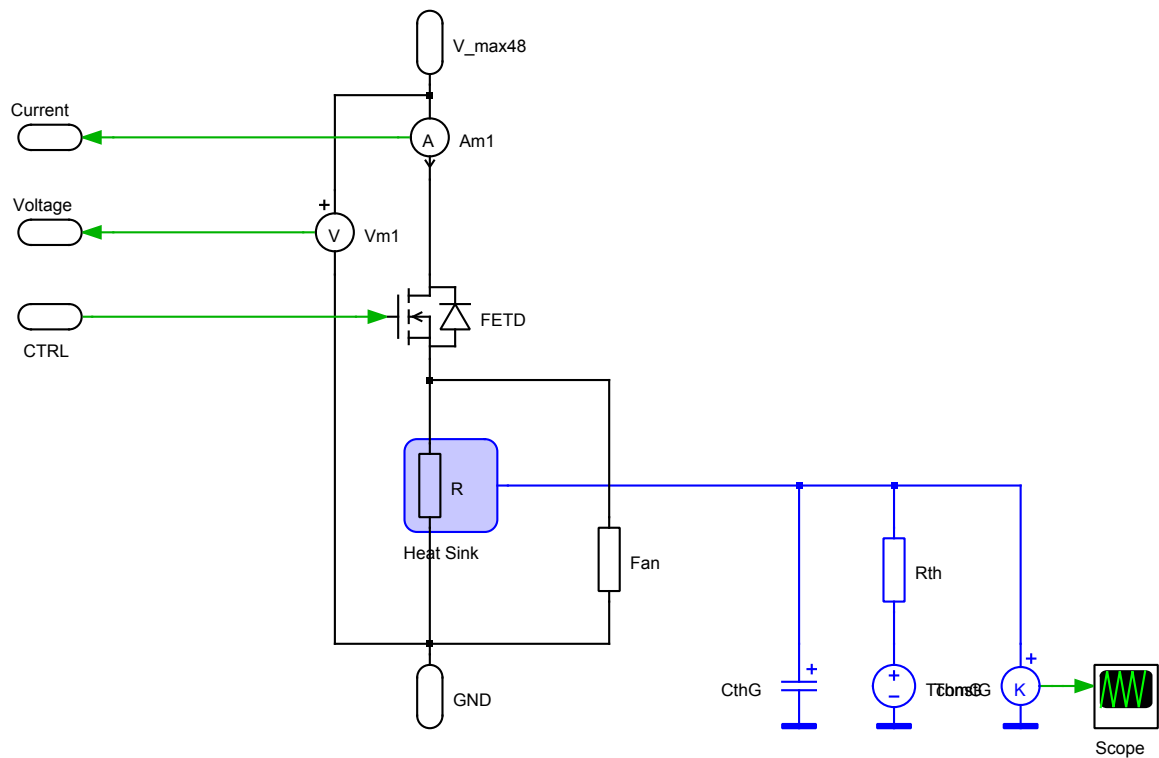 V_max48
Current
A
Am1
Voltage
+
V
Vm1
CTRL
FETD
R
Heat Sink
Fan
Rth
+
CthG
+
−
+
K
GND
Scope